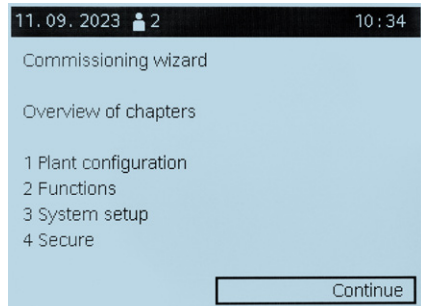 11.09.2023 2 10:34
Commissioning wizard
Overview of chapters
1 Plant configuration
2 Functions
3 System setup
4 Secure
Continue